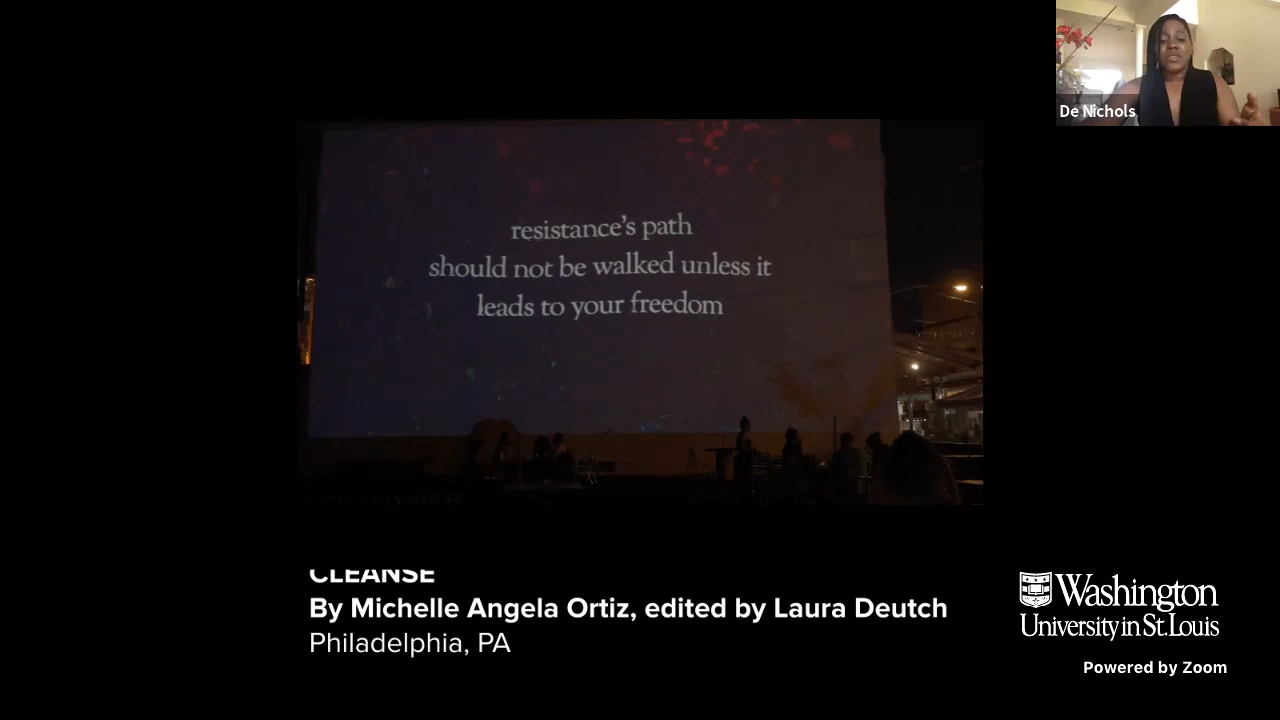 De Nichols
resistance's path
should not be walked unless it
leads to your freedom
CLEANSE
By Michelle Angela Ortiz, edited by Laura Deutch
Philadelphia, PA
Washington
University in St. Louis
Powered by Zoom